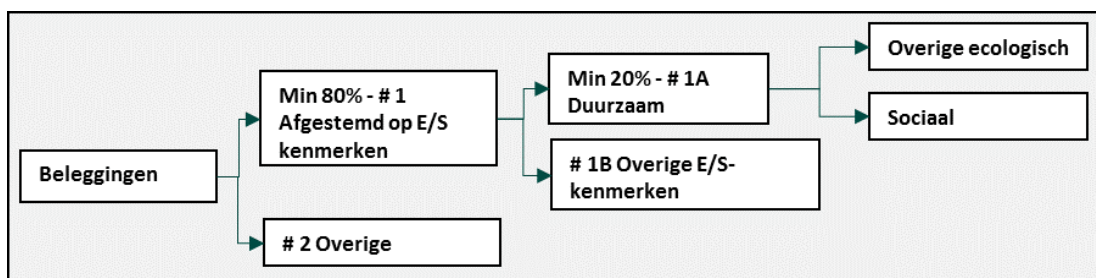 Beleggingen
Min 80% - # 1
Afgestemd op E/S
kenmerken
# 2 Overige
Min 20% - # 1A
Duurzaam
# 1B Overige E/S-
kenmerken
Overige ecologisch
Sociaal